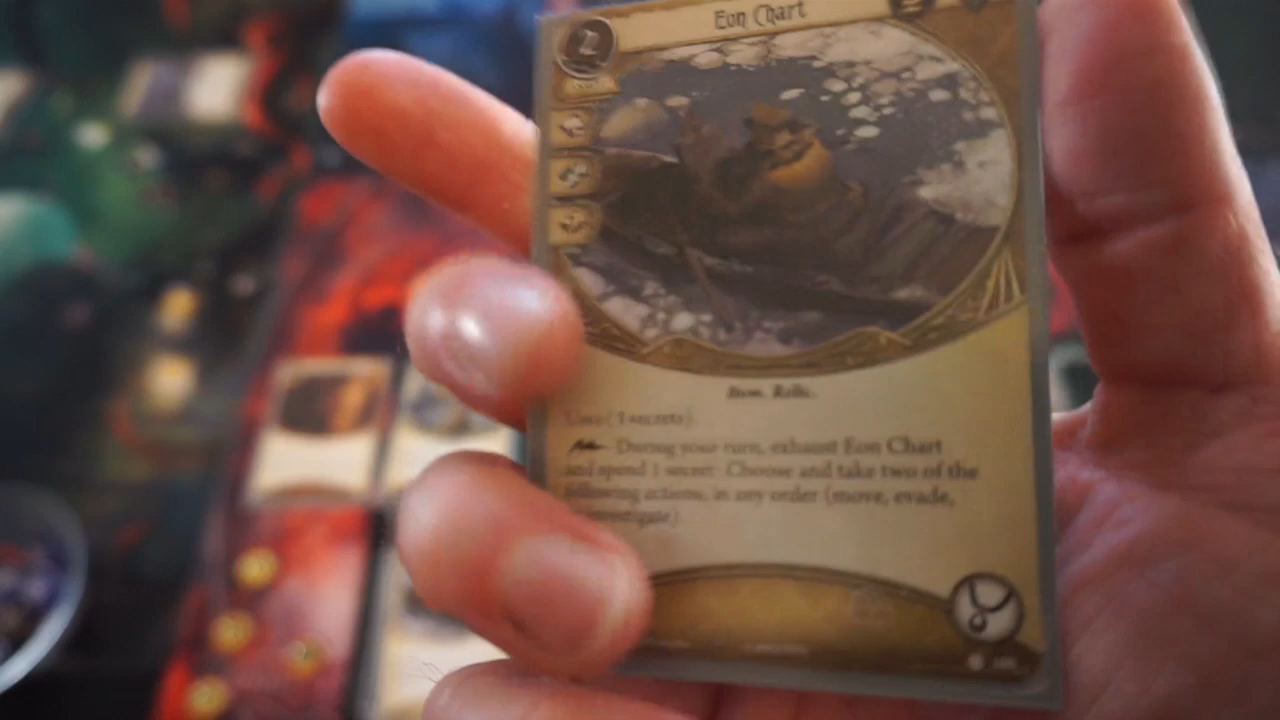 Eon Chart
2
Item. Relic.
Uses (3 secrets).
During your turn, exhaust Eon Chart
and spend 1 secret: Choose and take two of the
following actions, in any order (move, evade,
investigate).